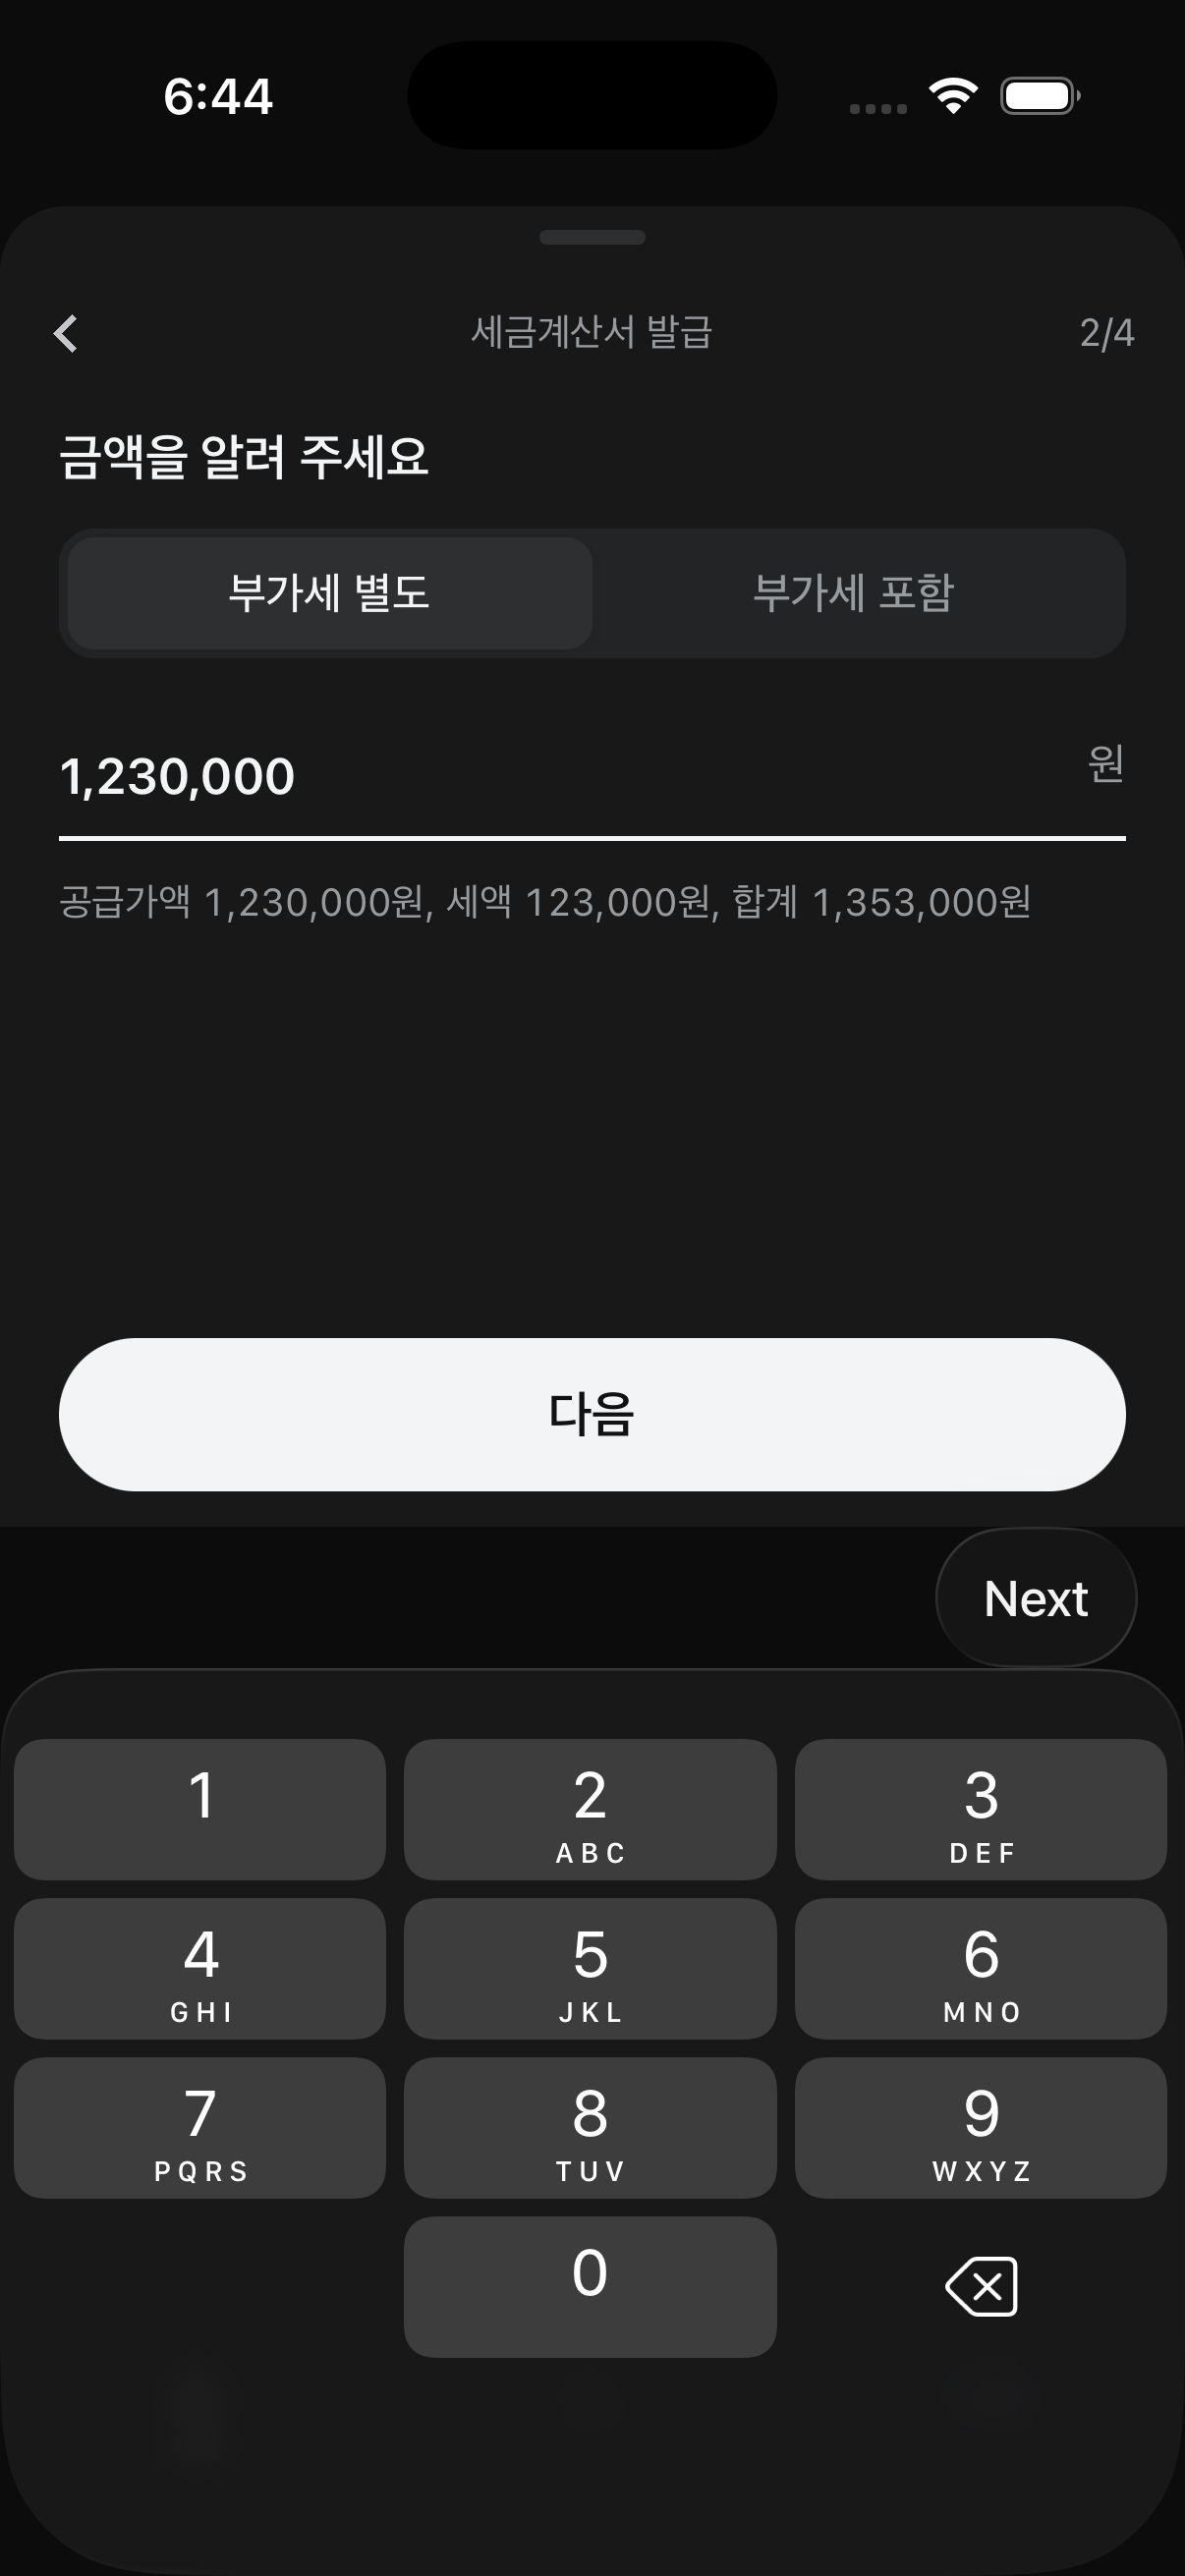 6:44
세금계산서 발급
2/4
금액을 알려 주세요
부가세 별도
부가세 포함
1,230,000
원
공급가액 1,230,000원, 세액 123,000원, 합계 1,353,000원
다음
Next
1
2
ABC
3
DEF
4
GHI
5
JKL
6
MNO
7
PQRS
8
TUV
9
WXYZ
0